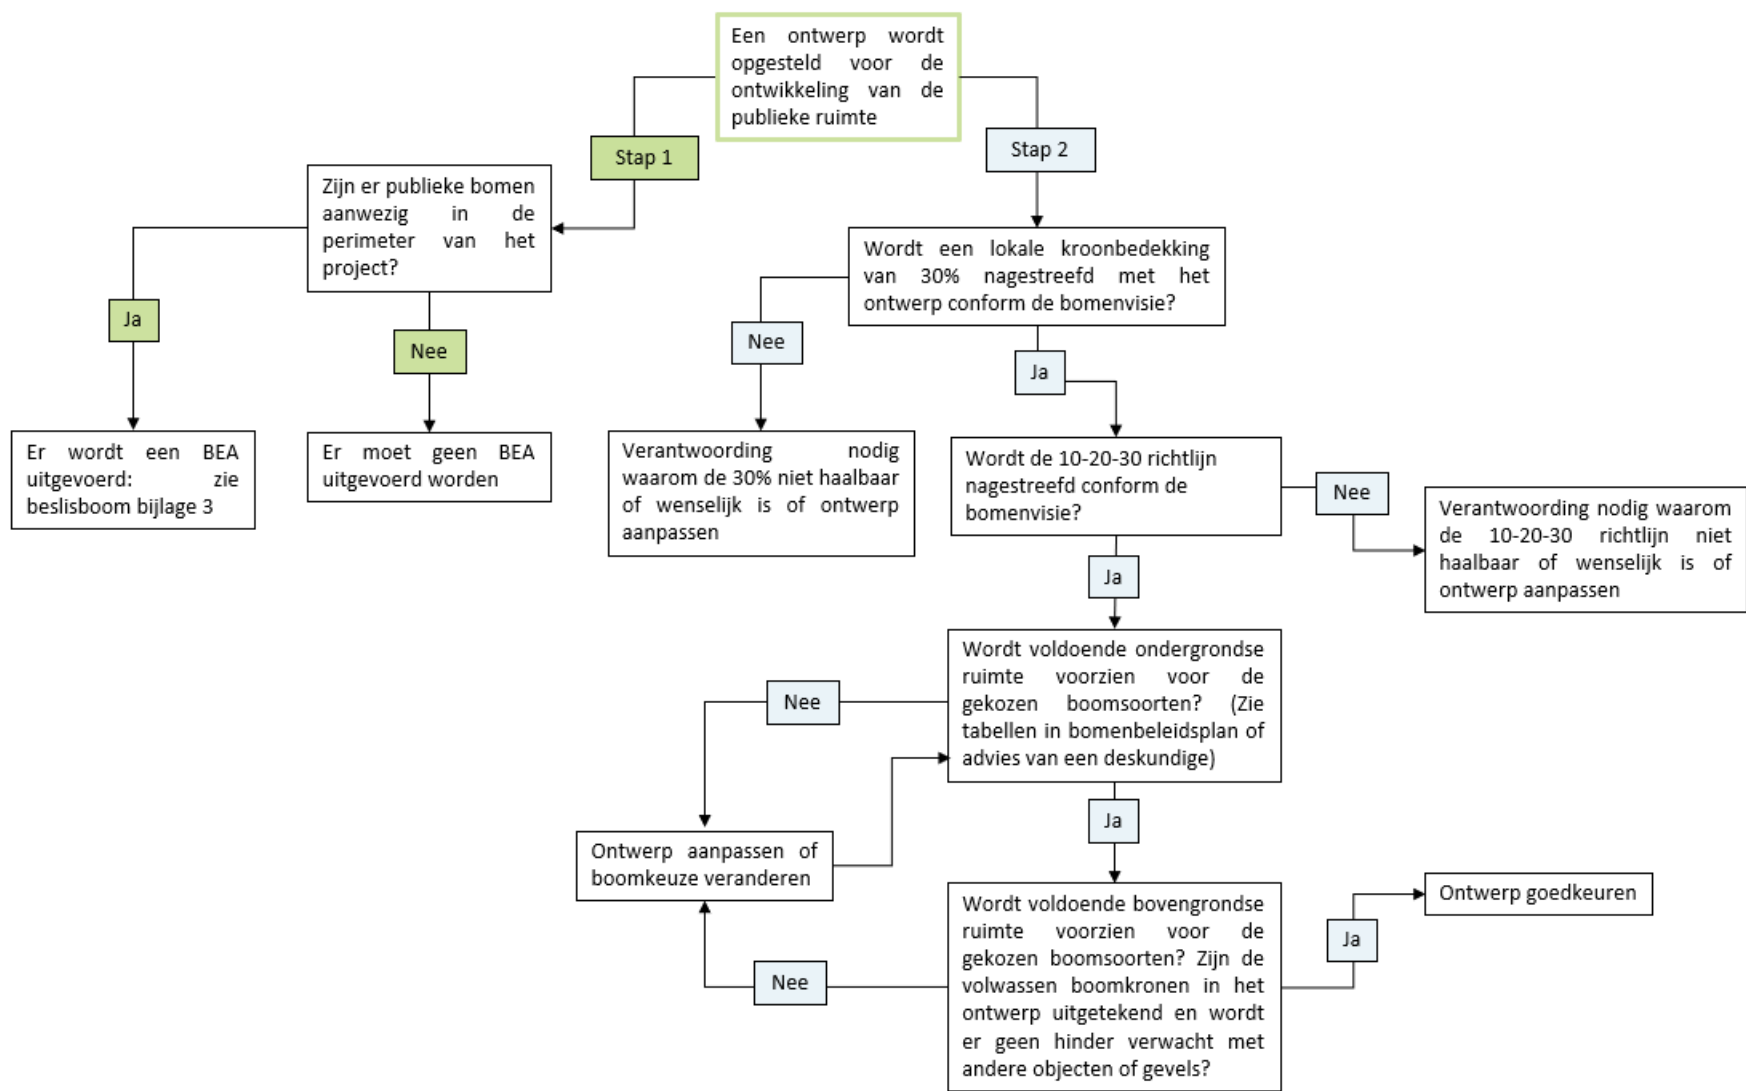 Een ontwerp wordt
opgesteld voor de
ontwikkeling van de
publieke ruimte
Stap 1
Zijn er publieke bomen
aanwezig in de
perimeter van het
project?
Ja
Er wordt een BEA
uitgevoerd: zie
beslisboom bijlage 3
Nee
Er moet geen BEA
uitgevoerd worden
Stap 2
Wordt een lokale kroonbedekking
van 30% nagestreefd met het
ontwerp conform de bomenvisie?
Nee
Verantwoording nodig
waarom de 30% niet haalbaar
of wenselijk is of ontwerp
aanpassen
Ja
Wordt de 10-20-30 richtlijn
nagestreefd conform de
bomenvisie?
Nee
Verantwoording nodig waarom
de 10-20-30 richtlijn niet
haalbaar of wenselijk is of
ontwerp aanpassen
Ja
Wordt voldoende ondergrondse
ruimte voorzien voor de
gekozen boomsoorten? (Zie
tabellen in bomenbeleidsplan of
advies van een deskundige)
Nee
Ontwerp aanpassen of
boomkeuze veranderen
Ja
Wordt voldoende bovengrondse
ruimte voorzien voor de
gekozen boomsoorten? Zijn de
volwassen boomkronen in het
ontwerp uitgetekend en wordt
er geen hinder verwacht met
andere objecten of gevels?
Nee
Ja
Ontwerp goedkeuren